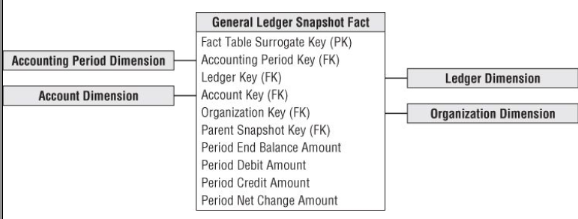 General Ledger Snapshot Fact
Fact Table Surrogate Key (PK)
Accounting Period Dimension
Accounting Period Key (FK)
Ledger Key (FK)
Ledger Dimension
Account Dimension
Account Key (FK)
Organization Key (FK)
Organization Dimension
Parent Snapshot Key (FK)
Period End Balance Amount
Period Debit Amount
Period Credit Amount
Period Net Change Amount